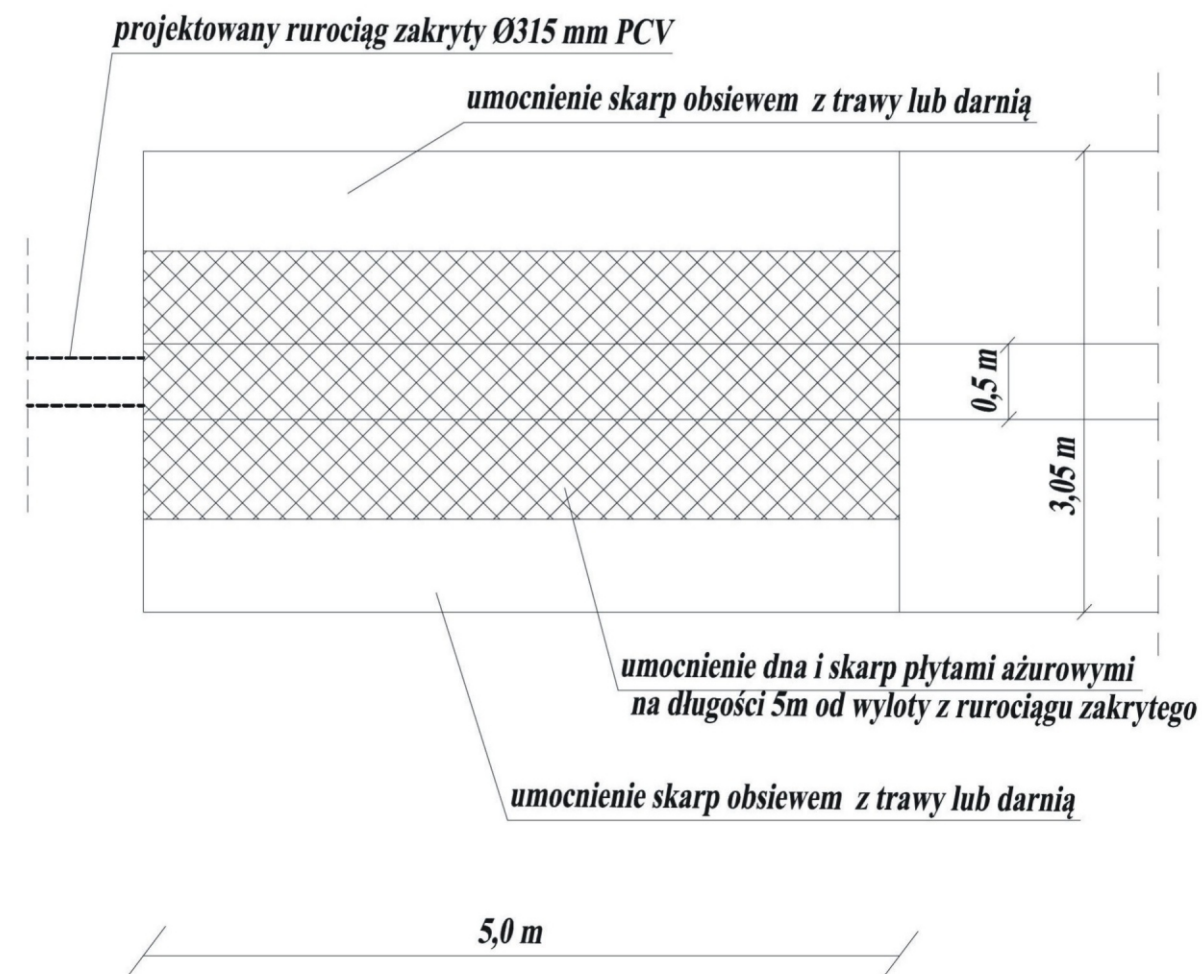 projektowany rurociąg zakryty Ø315 mm PCV
umocnienie skarp obsiewem z trawy lub darnią
0,5 m
3,05 m
umocnienie dna i skarp płytami ażurowymi
na długości 5m od wyloty z rurociągu zakrytego
umocnienie skarp obsiewem z trawy lub darnią
5,0 m